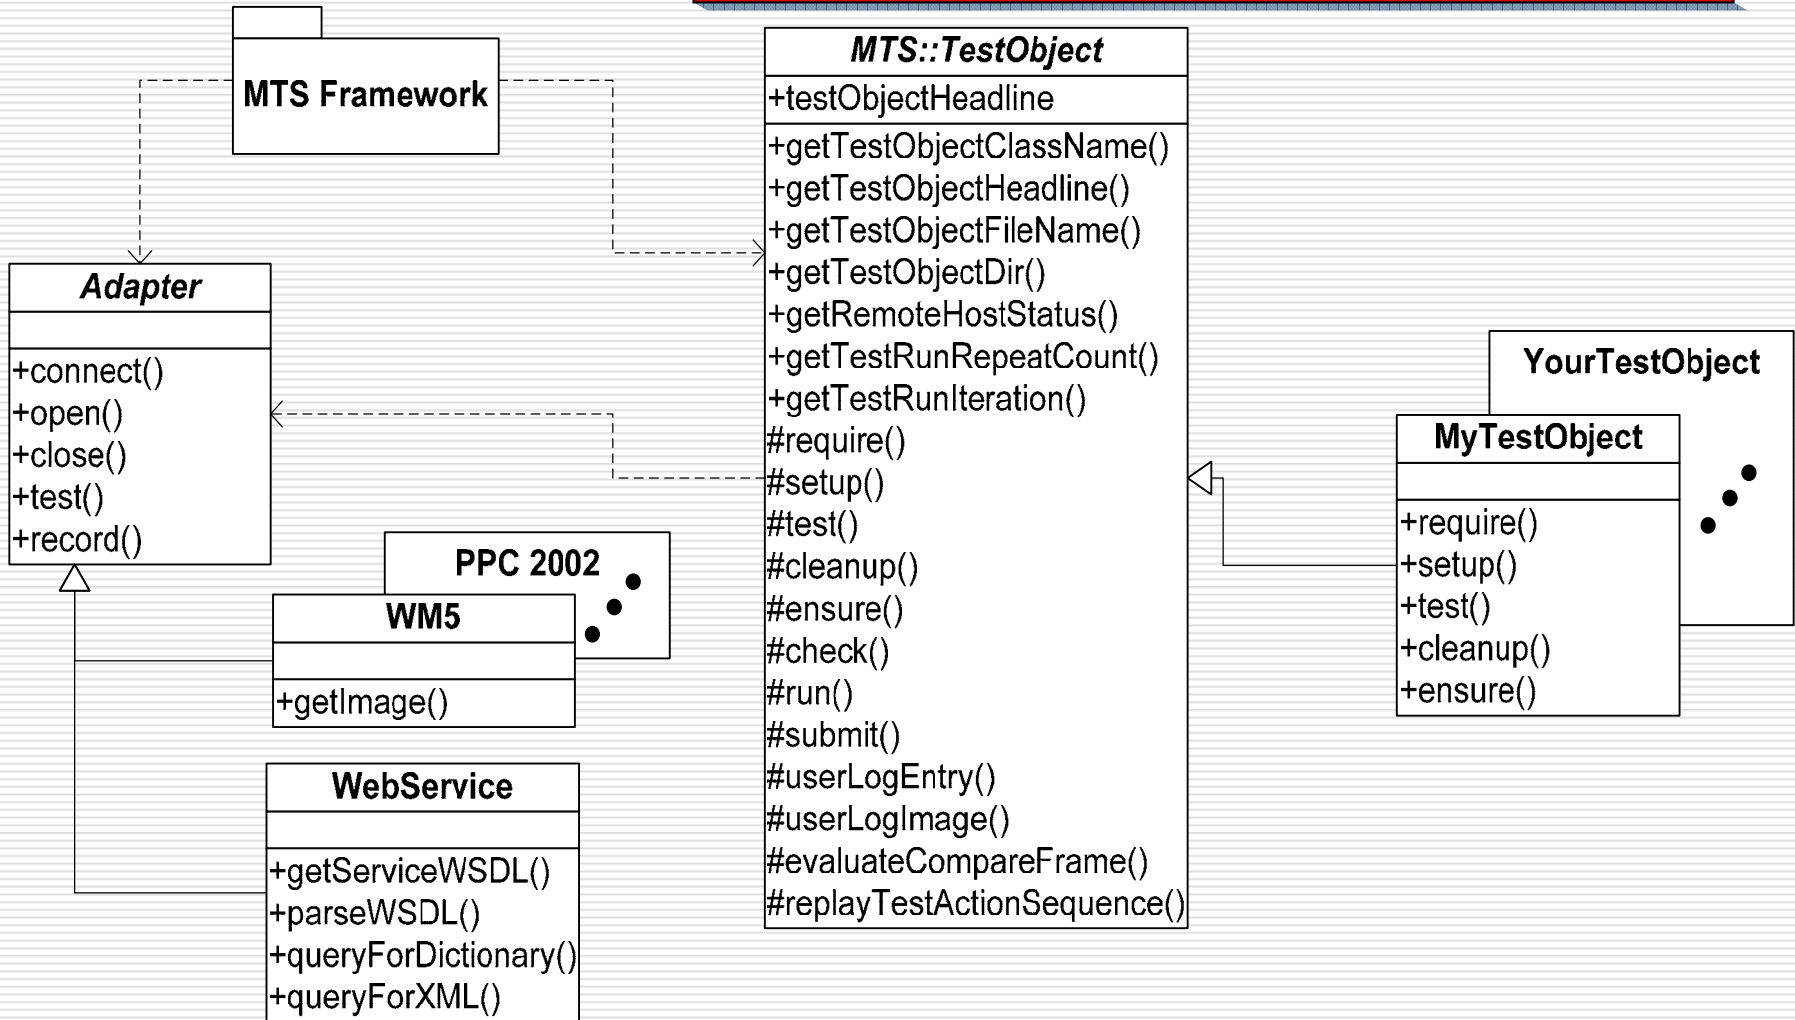 MTS Framework
MTS::TestObject
+testObjectHeadline
+getTestObjectClassName()
+getTestObjectHeadline()
+getTestObjectFileName()
+getTestObjectDir()
+getRemoteHostStatus()
+getTestRunRepeatCount()
+getTestRunIteration()
#require()
#setup()
#test()
#cleanup()
#ensure()
#check()
#run()
#submit()
#userLogEntry()
#userLogImage()
#evaluateCompareFrame()
#replayTestActionSequence()
Adapter
+connect()
+open()
+close()
+test()
+record()
PPC 2002
WM5
+getImage()
WebService
+getServiceWSDL()
+parseWSDL()
+queryForDictionary()
+queryForXML()
YourTestObject
MyTestObject
+require()
+setup()
+test()
+cleanup()
+ensure()